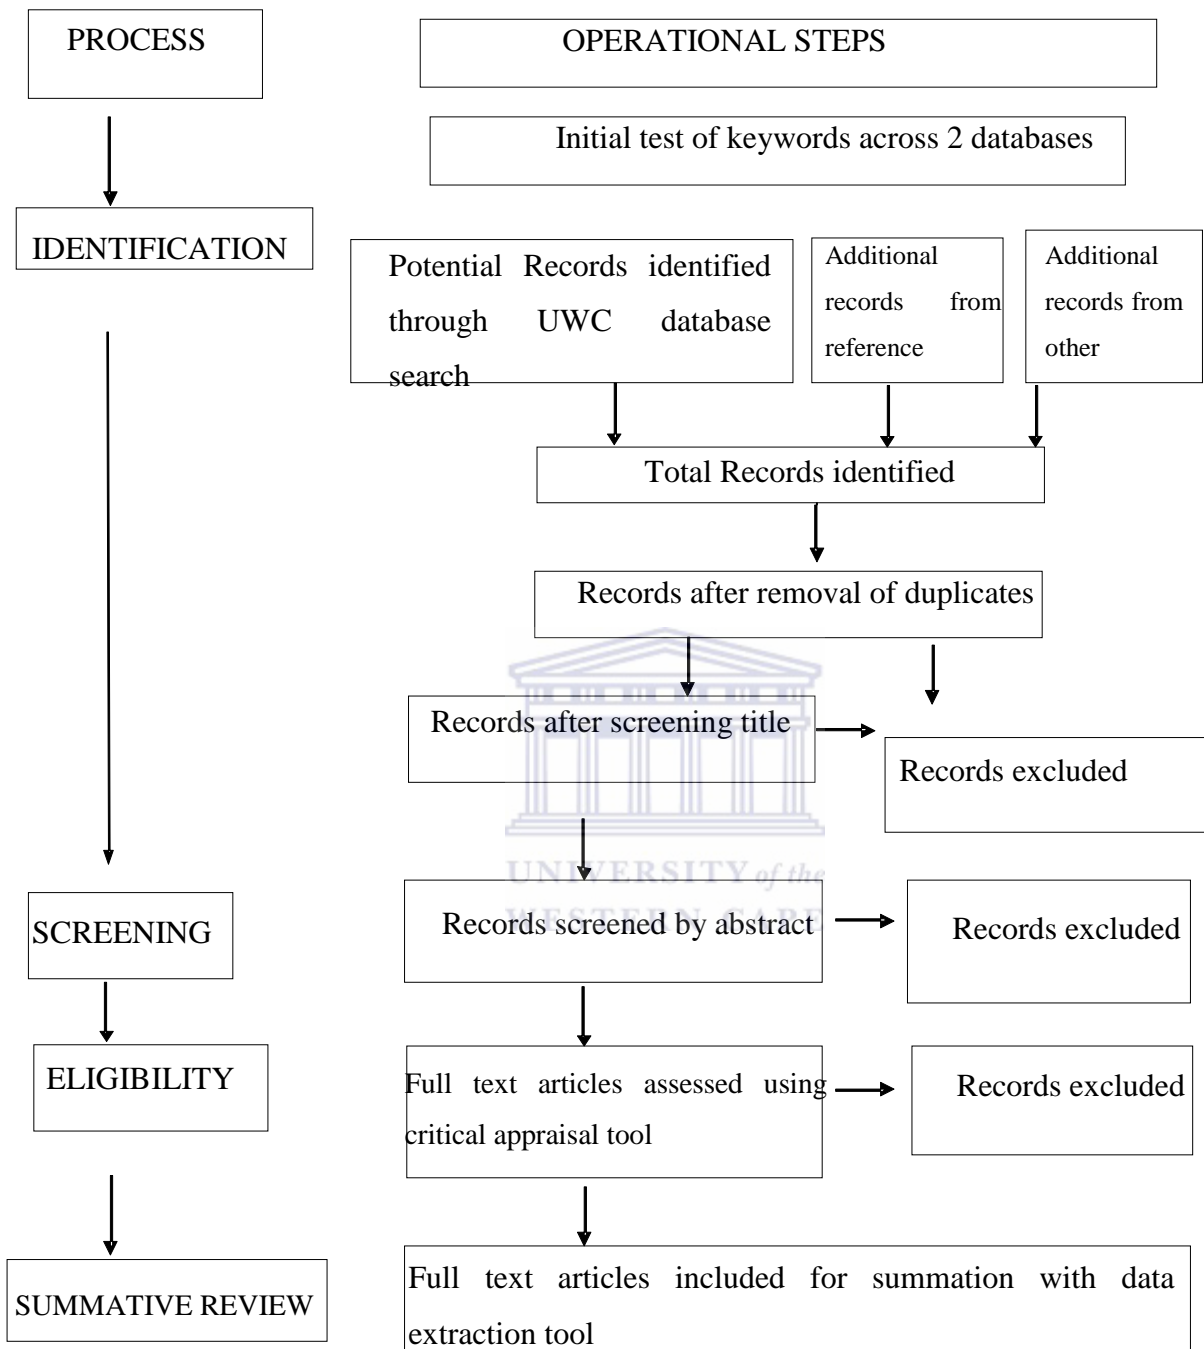 PROCESS
OPERATIONAL STEPS
Initial test of keywords across 2 databases
IDENTIFICATION
Potential Records identified
through UWC database
search
Additional
records from
reference
Additional
records from
other
Total Records identified
Records after removal of duplicates
Records after screening title
Records excluded
UNIVERSITY of the
WESTERN CAPE
SCREENING
Records screened by abstract
Records excluded
ELIGIBILITY
Full text articles assessed using
critical appraisal tool
Records excluded
SUMMATIVE REVIEW
Full text articles included for summation with data
extraction tool